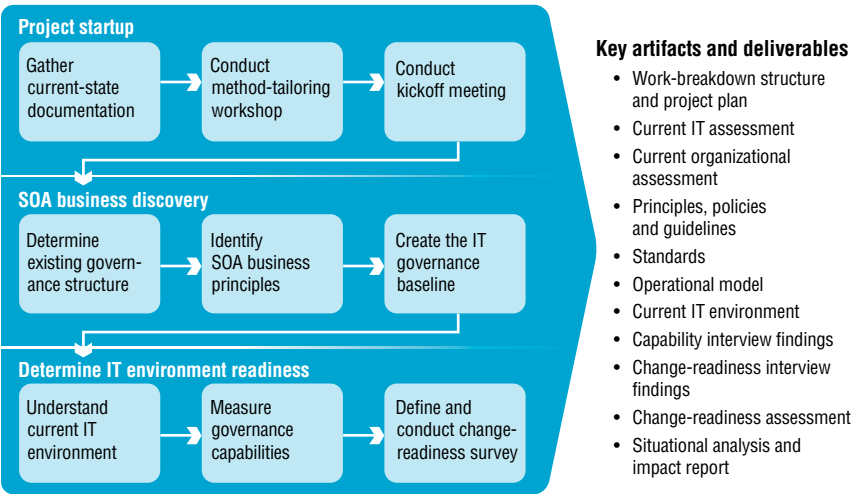 Project startup
Gather
current-state
documentation
Conduct
method-tailoring
workshop
Conduct
kickoff meeting
SOA business discovery
Determine
existing govern-
ance structure
Identify
SOA business
principles
Create the IT
governance
baseline
Determine IT environment readiness
Understand
current IT
environment
Measure
governance
capabilities
Define and
conduct change-
readiness survey
Key artifacts and deliverables
• Work-breakdown structure
and project plan
• Current IT assessment
• Current organizational
assessment
• Principles, policies
and guidelines
• Standards
• Operational model
• Current IT environment
• Capability interview findings
• Change-readiness interview
findings
• Change-readiness assessment
• Situational analysis and
impact report